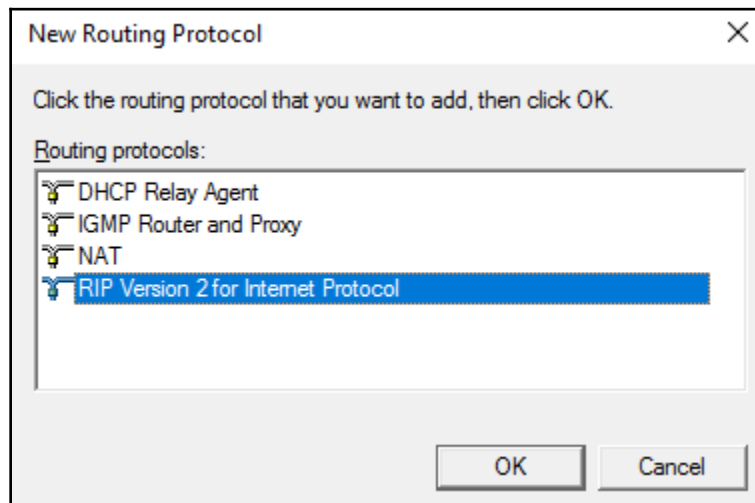 New Routing Protocol
Click the routing protocol that you want to add, then click OK.
Routing protocols:
DHCP Relay Agent
IGMP Router and Proxy
NAT
RIP Version 2 for Internet Protocol
OK Cancel